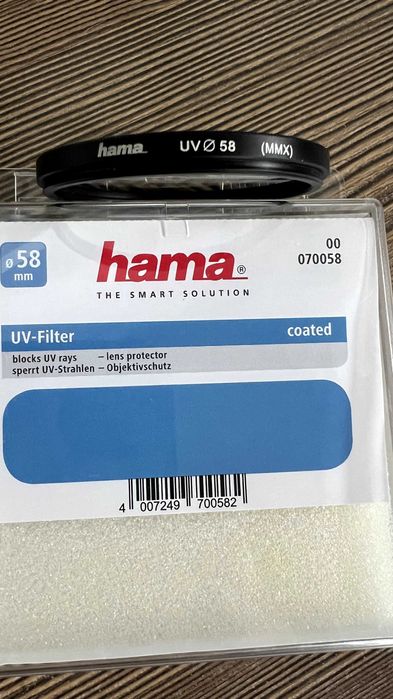 hama UV Ø 58 (MMX)
ø 58
mm
hama®
THE SMART SOLUTION
00
070058
UV-Filter coated
blocks UV rays – lens protector
sperrt UV-Strahlen – Objektivschutz
4 007249 700582